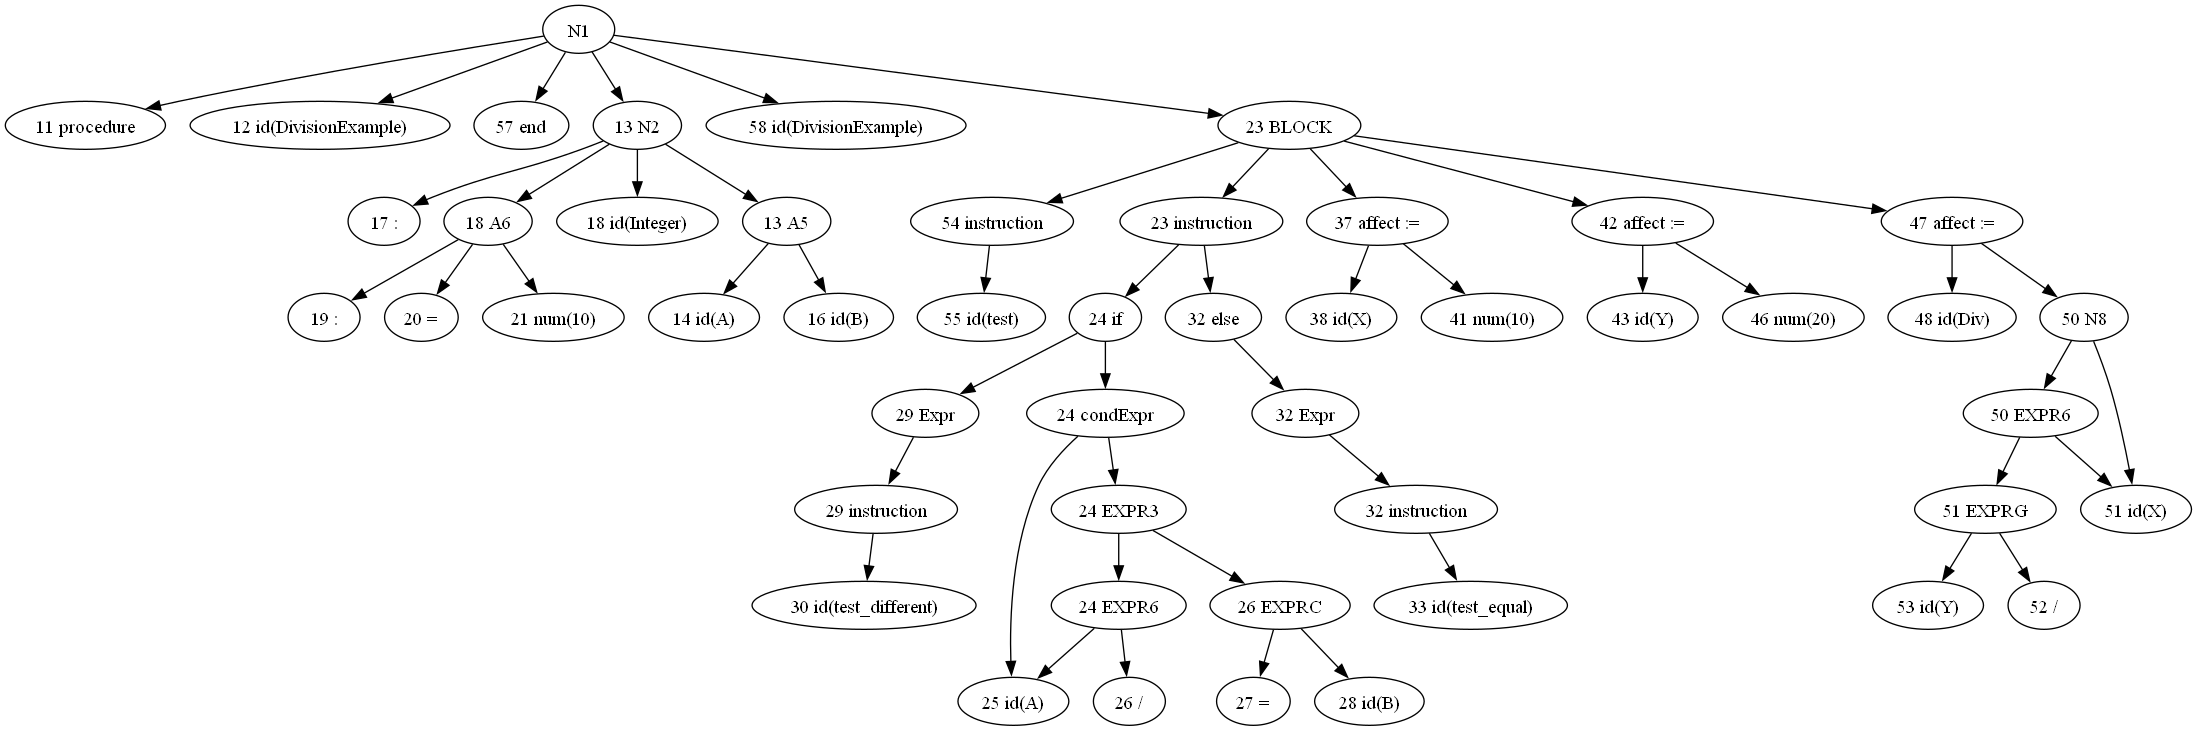 N1
11 procedure
12 id(DivisionExample)
57 end
13 N2
58 id(DivisionExample)
23 BLOCK
17 :
18 A6
18 id(Integer)
13 A5
54 instruction
23 instruction
37 affect :=
42 affect :=
47 affect :=
19 :
20 =
21 num(10)
14 id(A)
16 id(B)
55 id(test)
24 if
32 else
38 id(X)
41 num(10)
43 id(Y)
46 num(20)
48 id(Div)
50 N8
29 Expr
24 condExpr
32 Expr
50 EXPR6
29 instruction
24 EXPR3
32 instruction
51 EXPRG
51 id(X)
30 id(test_different)
24 EXPR6
26 EXPRC
33 id(test_equal)
53 id(Y)
52 /
25 id(A)
26 /
27 =
28 id(B)